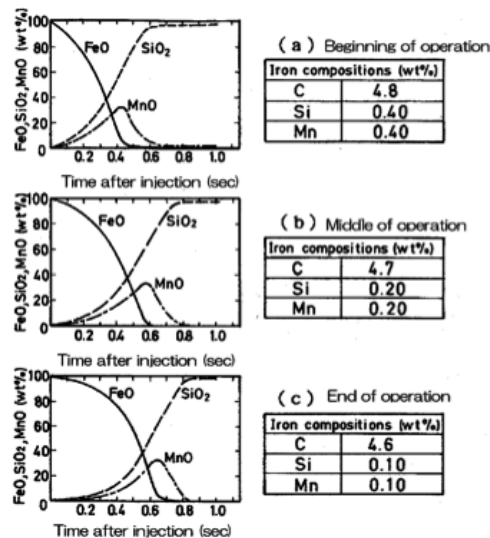 FeO,SiO2,MnO (wt%)
100
80
60
40
20
0
FeO
SiO2
MnO
0.2 0.4 0.6 0.8 1.0
Time after injection (sec)
(a) Beginning of operation
Iron compositions (wt%)
C 4.8
Si 0.40
Mn 0.40
FeO,SiO2,MnO (wt%)
100
80
60
40
20
0
FeO
SiO2
MnO
0.2 0.4 0.6 0.8 1.0
Time after injection (sec)
(b) Middle of operation
Iron compositions (wt%)
C 4.7
Si 0.20
Mn 0.20
FeO,SiO2,MnO (wt%)
100
80
60
40
20
0
FeO
SiO2
MnO
0.2 0.4 0.6 0.8 1.0
Time after injection (sec)
(c) End of operation
Iron compositions (wt%)
C 4.6
Si 0.10
Mn 0.10